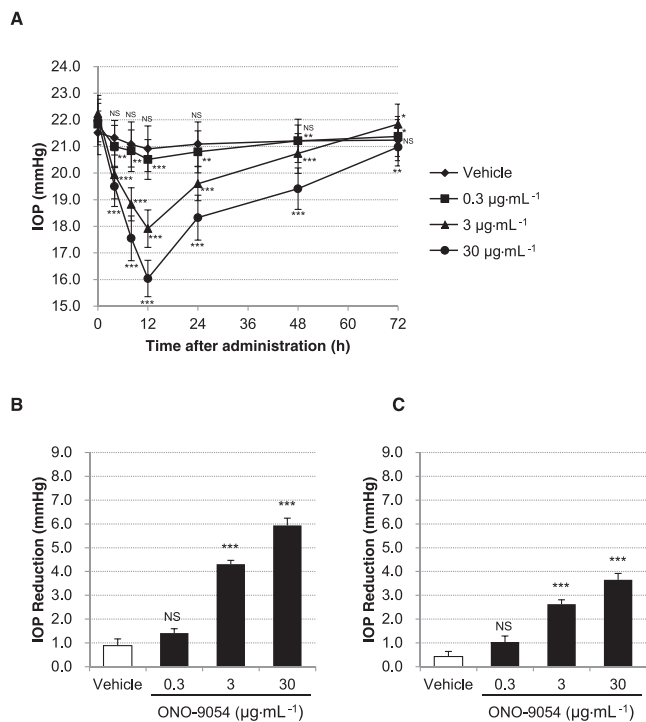 A
24.0
23.0
22.0
21.0
20.0
19.0
18.0
17.0
16.0
15.0
IOP (mmHg)
NS NS NS
** ** *** **
NS
**
*
*
NS
**
*** *** *** *** ***
*** *** *** *** ***
0 12 24 36 48 60 72
Time after administration (h)
Vehicle
0.3 µg·mL⁻¹
3 µg·mL⁻¹
30 µg·mL⁻¹
B
9.0
8.0
7.0
6.0
5.0
4.0
3.0
2.0
1.0
0.0
IOP Reduction (mmHg)
NS
***
***
Vehicle 0.3 3 30
ONO-9054 (µg·mL⁻¹)
C
9.0
8.0
7.0
6.0
5.0
4.0
3.0
2.0
1.0
0.0
IOP Reduction (mmHg)
NS
***
***
Vehicle 0.3 3 30
ONO-9054 (µg·mL⁻¹)